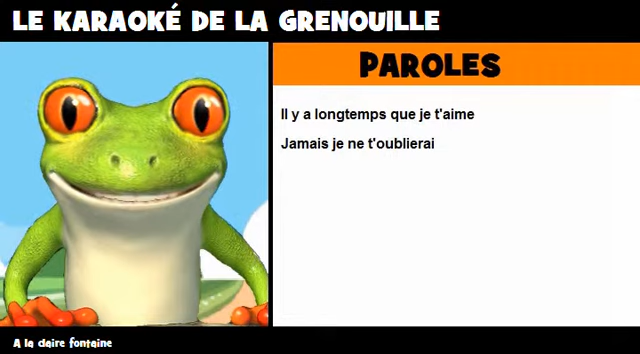 LE KARAOKÉ DE LA GRENOUILLE
PAROLES
Il y a longtemps que je t'aime
Jamais je ne t'oublierai
A la claire fontaine